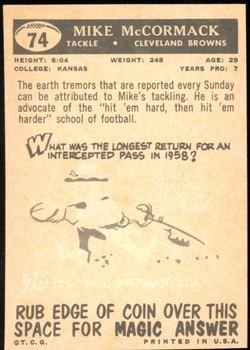 74
MIKE McCORMACK
TACKLE • CLEVELAND BROWNS
HEIGHT: 6:04 WEIGHT: 248 AGE: 29
COLLEGE: KANSAS YEARS PRO: 7
The earth tremors that are reported every Sunday
can be attributed to Mike's tackling. He is an
advocate of the "hit 'em hard, then hit 'em
harder" school of football.
WHAT WAS THE LONGEST RETURN FOR AN
INTERCEPTED PASS IN 1958?
RUB EDGE OF COIN OVER THIS
SPACE FOR MAGIC ANSWER
©T.C.G. PRINTED IN U.S.A.